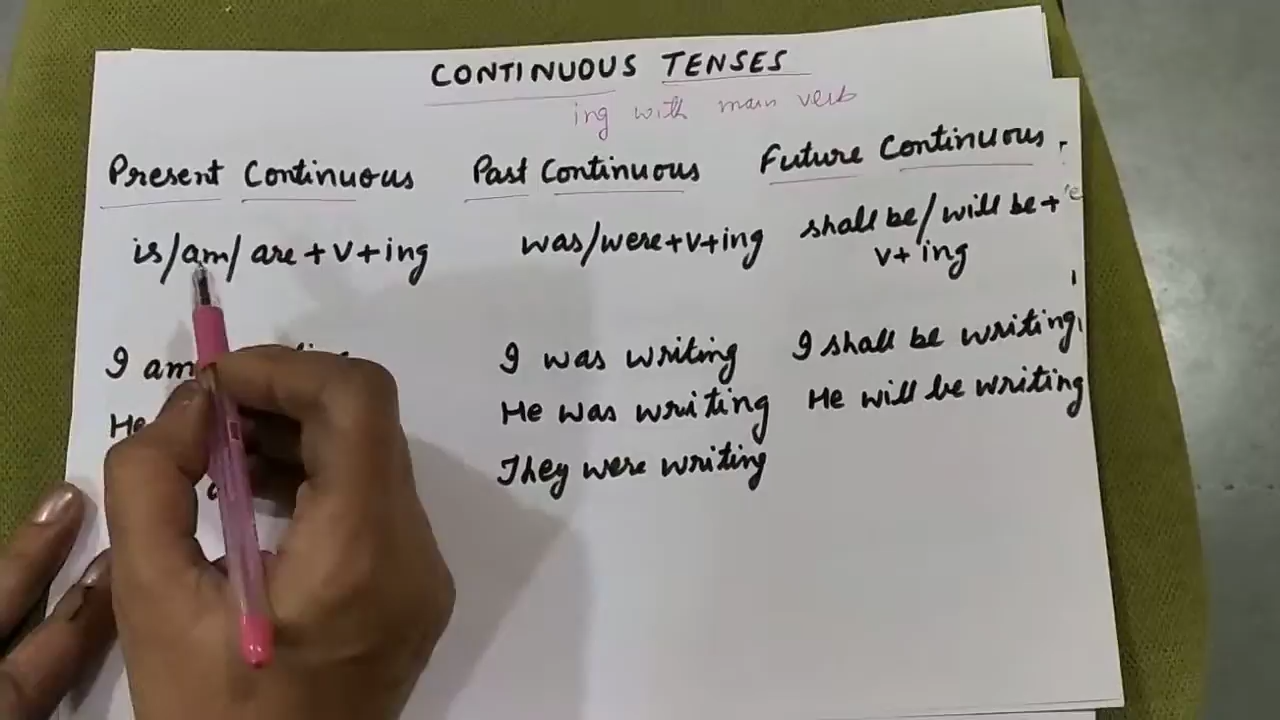 CONTINUOUS TENSES
ing with main verb
Present Continuous
is/am/are+v+ing
I am
He
Past Continuous
was/were+v+ing
I was writing
He was writing
They were writing
Future Continuous
shall be/will be+
v+ing
I shall be writing
He will be writing